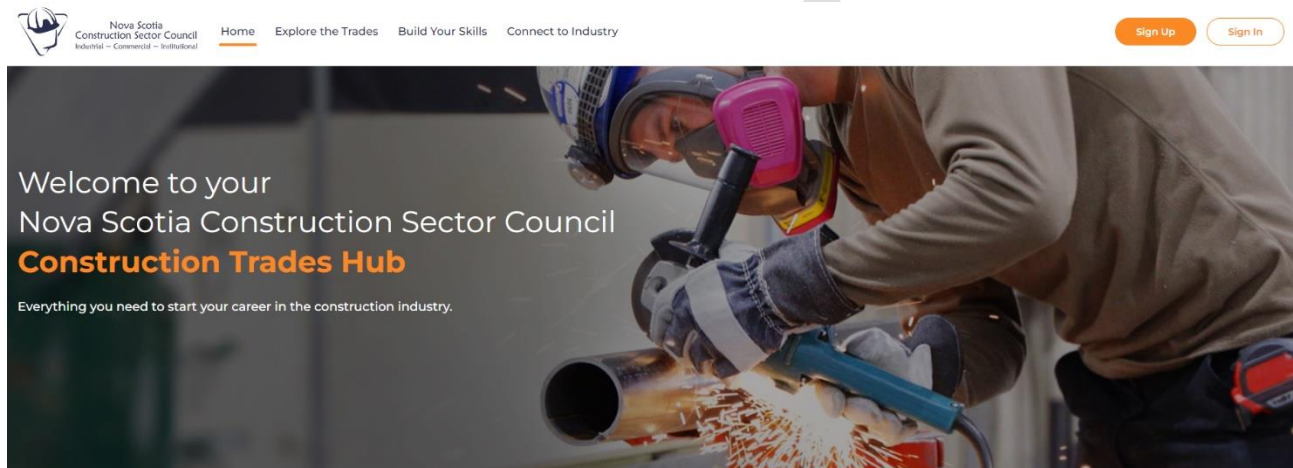 Nova Scotia
Construction Sector Council
Industrial – Commercial – Institutional
Home
Explore the Trades
Build Your Skills
Connect to Industry
Sign Up
Sign In
Welcome to your
Nova Scotia Construction Sector Council
Construction Trades Hub
Everything you need to start your career in the construction industry.